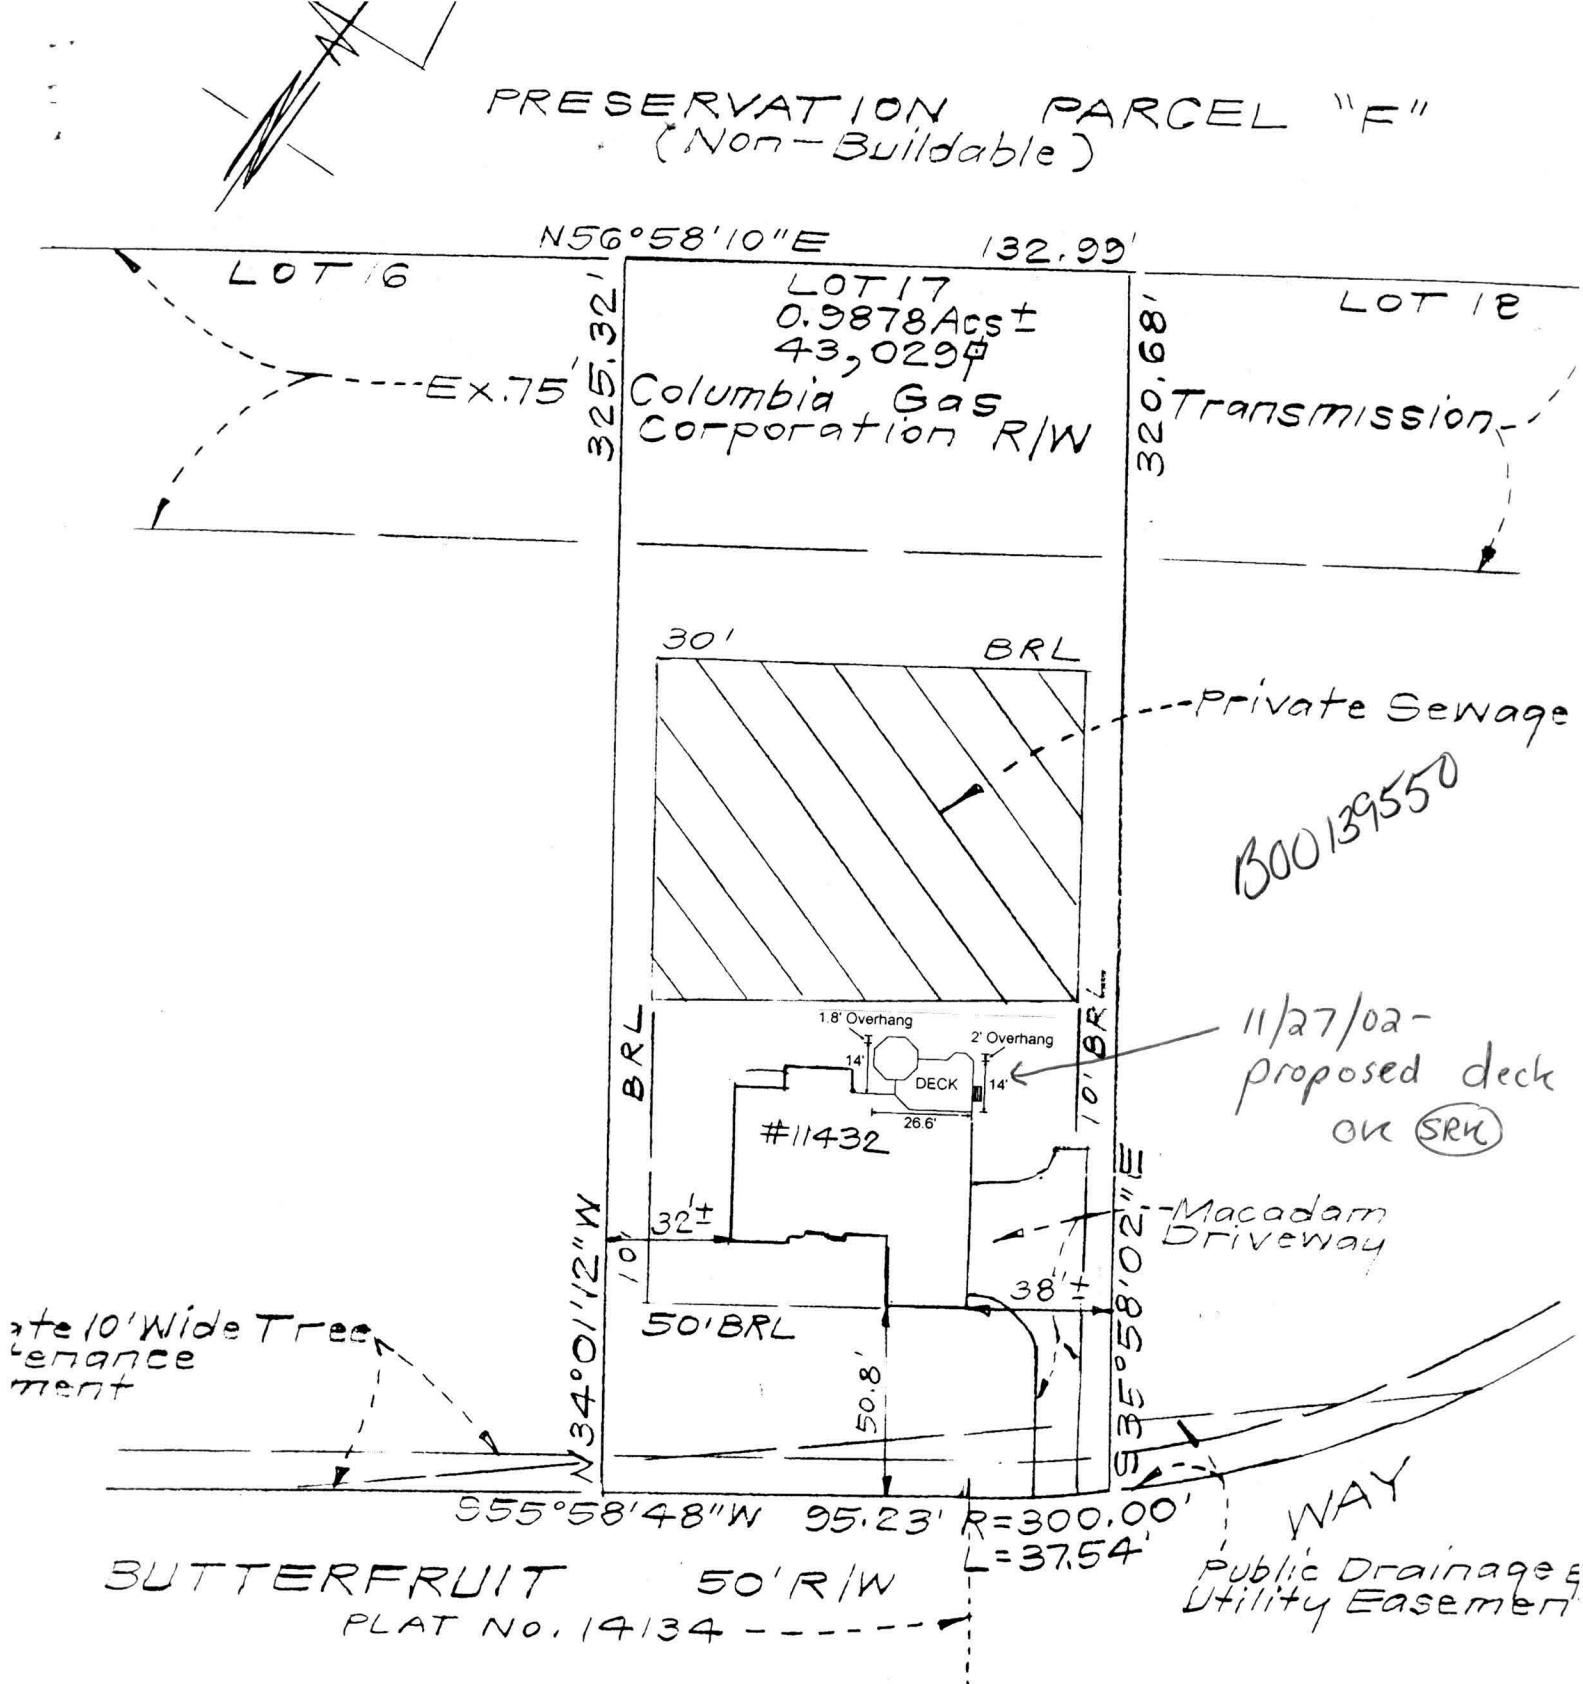 PRESERVATION PARCEL "F"
(Non-Buildable)
N56°58'10"E 132.99'
LOT 16
LOT 17
LOT 18
0.9878 Acs ±
43,029
325.32'
320.68'
Ex. 75' Columbia Gas Transmission
Corporation R/W
30' BRL
Private Sewage
B00139550
BRL
10' BRL
1.8' Overhang
2' Overhang
14'
DECK
14'
26.6'
11/27/02-
proposed deck
OK SRK
#11432
32'±
10'
Macadam
Driveway
38'±
50' BRL
50.8'
N34°01'12"W
S35°58'02"E
10' Wide Tree
S55°58'48"W 95.23' R=300.00'
L=37.54'
BUTTERFRUIT 50' R/W WAY
PLAT NO. 14134
Public Drainage &
Utility Easemen